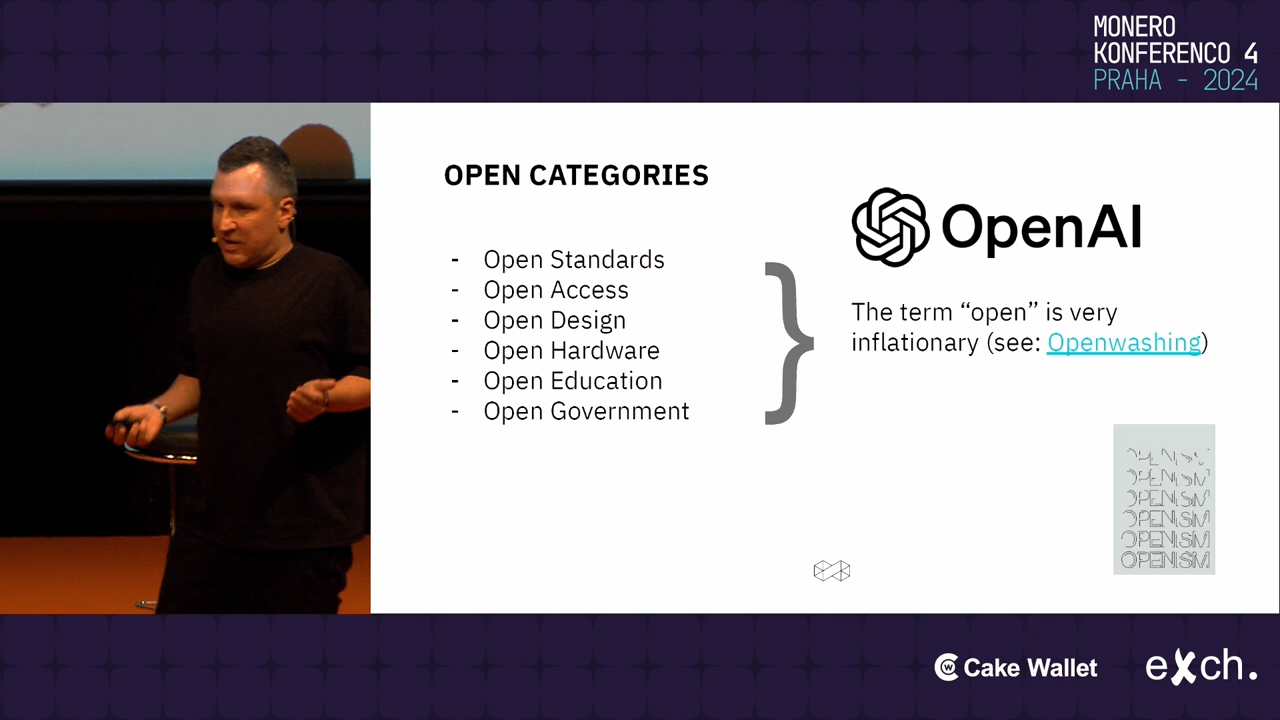 MONERO
KONFERENCO 4
PRAHA - 2024
OPEN CATEGORIES
- Open Standards
- Open Access
- Open Design
- Open Hardware
- Open Education
- Open Government
}
OpenAI
The term “open” is very
inflationary (see: Openwashing)
OPENISM
OPENISM
OPENISM
OPENISM
OPENISM
Cake Wallet
eXch.